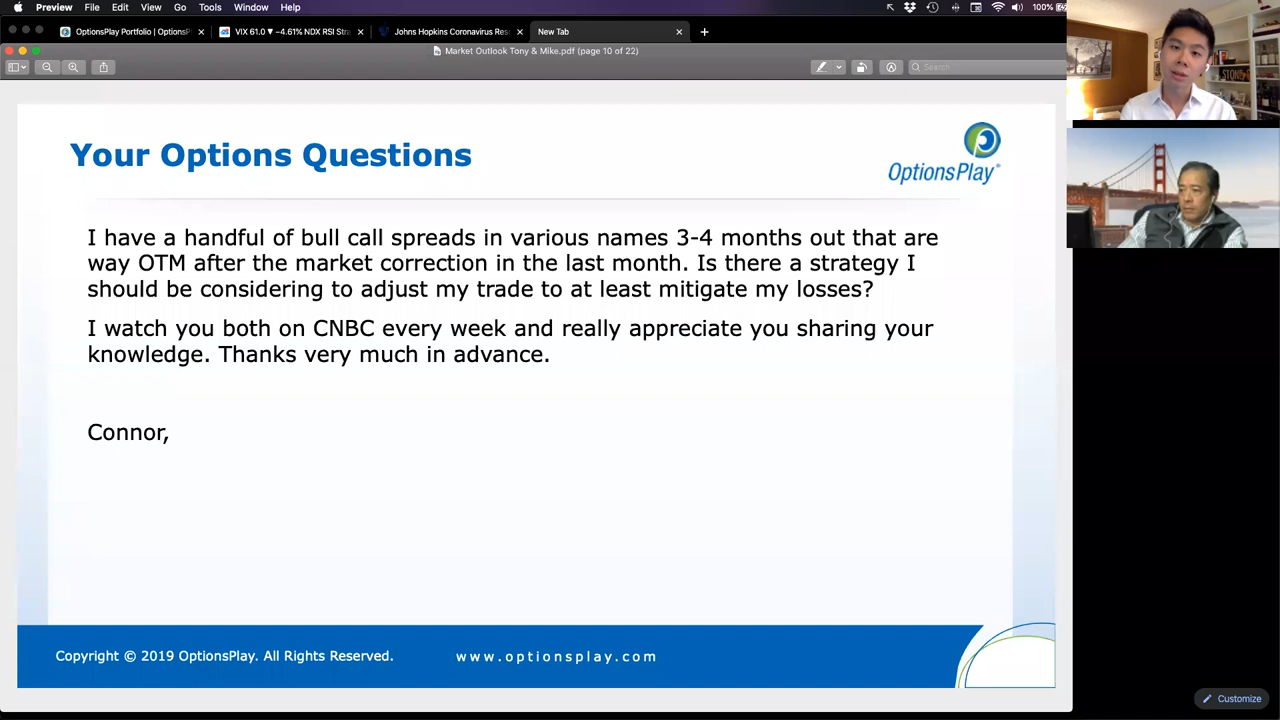 Preview File Edit View Go Tools Window Help 100%
OptionsPlay Portfolio | OptionsP × VIX 61.0 ▼ −4.61% NDX RSI Stra × Johns Hopkins Coronavirus Res × New Tab × +
Market Outlook Tony & Mike.pdf (page 10 of 22)
Search
Your Options Questions
OptionsPlay®
I have a handful of bull call spreads in various names 3-4 months out that are
way OTM after the market correction in the last month. Is there a strategy I
should be considering to adjust my trade to at least mitigate my losses?
I watch you both on CNBC every week and really appreciate you sharing your
knowledge. Thanks very much in advance.
Connor,
Copyright © 2019 OptionsPlay. All Rights Reserved. www.optionsplay.com
Customize